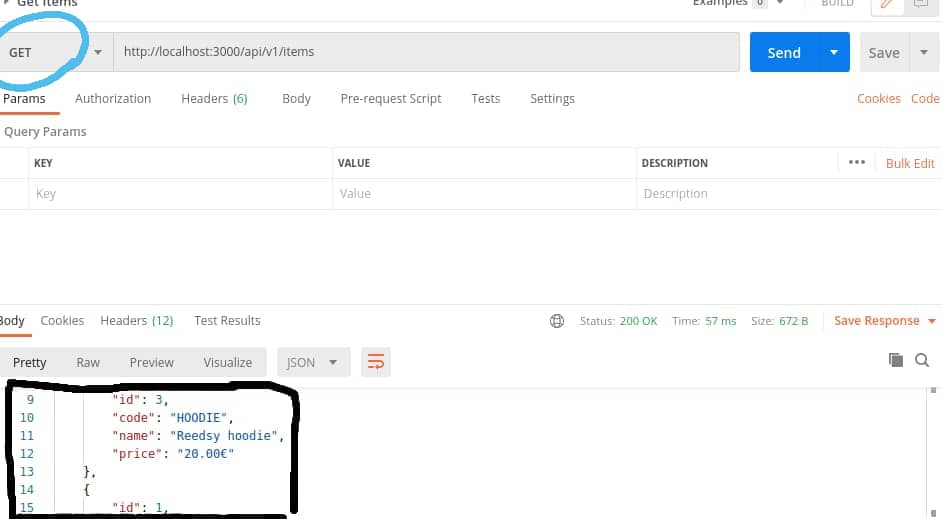 Get Items
Examples 0 BUILD
GET http://localhost:3000/api/v1/items Send Save
Params Authorization Headers (6) Body Pre-request Script Tests Settings Cookies Code
Query Params
KEY VALUE DESCRIPTION ••• Bulk Edit
Key Value Description
Body Cookies Headers (12) Test Results Status: 200 OK Time: 57 ms Size: 672 B Save Response
Pretty Raw Preview Visualize JSON
9 "id": 3,
10 "code": "HOODIE",
11 "name": "Reedsy hoodie",
12 "price": "20.00€"
13 },
14 {
15 "id": 1,